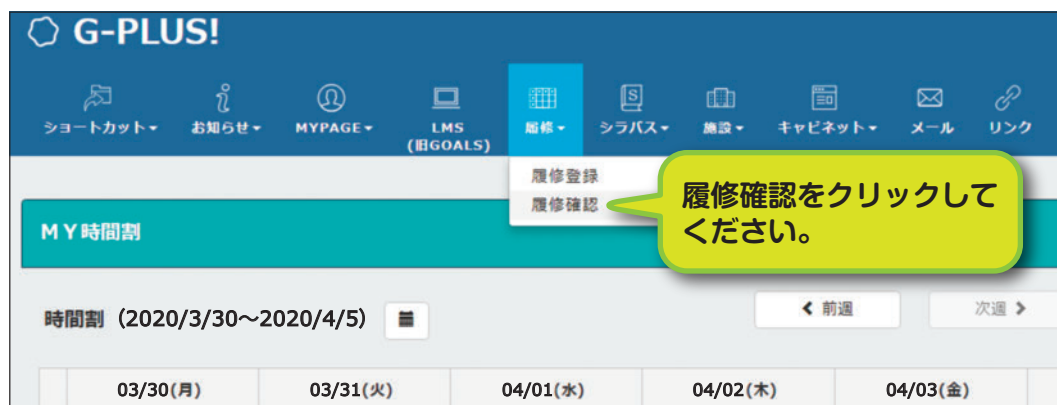 G-PLUS!
ショートカット
お知らせ
MYPAGE
LMS
(旧GOALS)
履修
シラバス
施設
キャビネット
メール
リンク
履修登録
履修確認
履修確認をクリックして
ください。
MY時間割
時間割（2020/3/30～2020/4/5）
前週
次週
03/30(月)
03/31(火)
04/01(水)
04/02(木)
04/03(金)